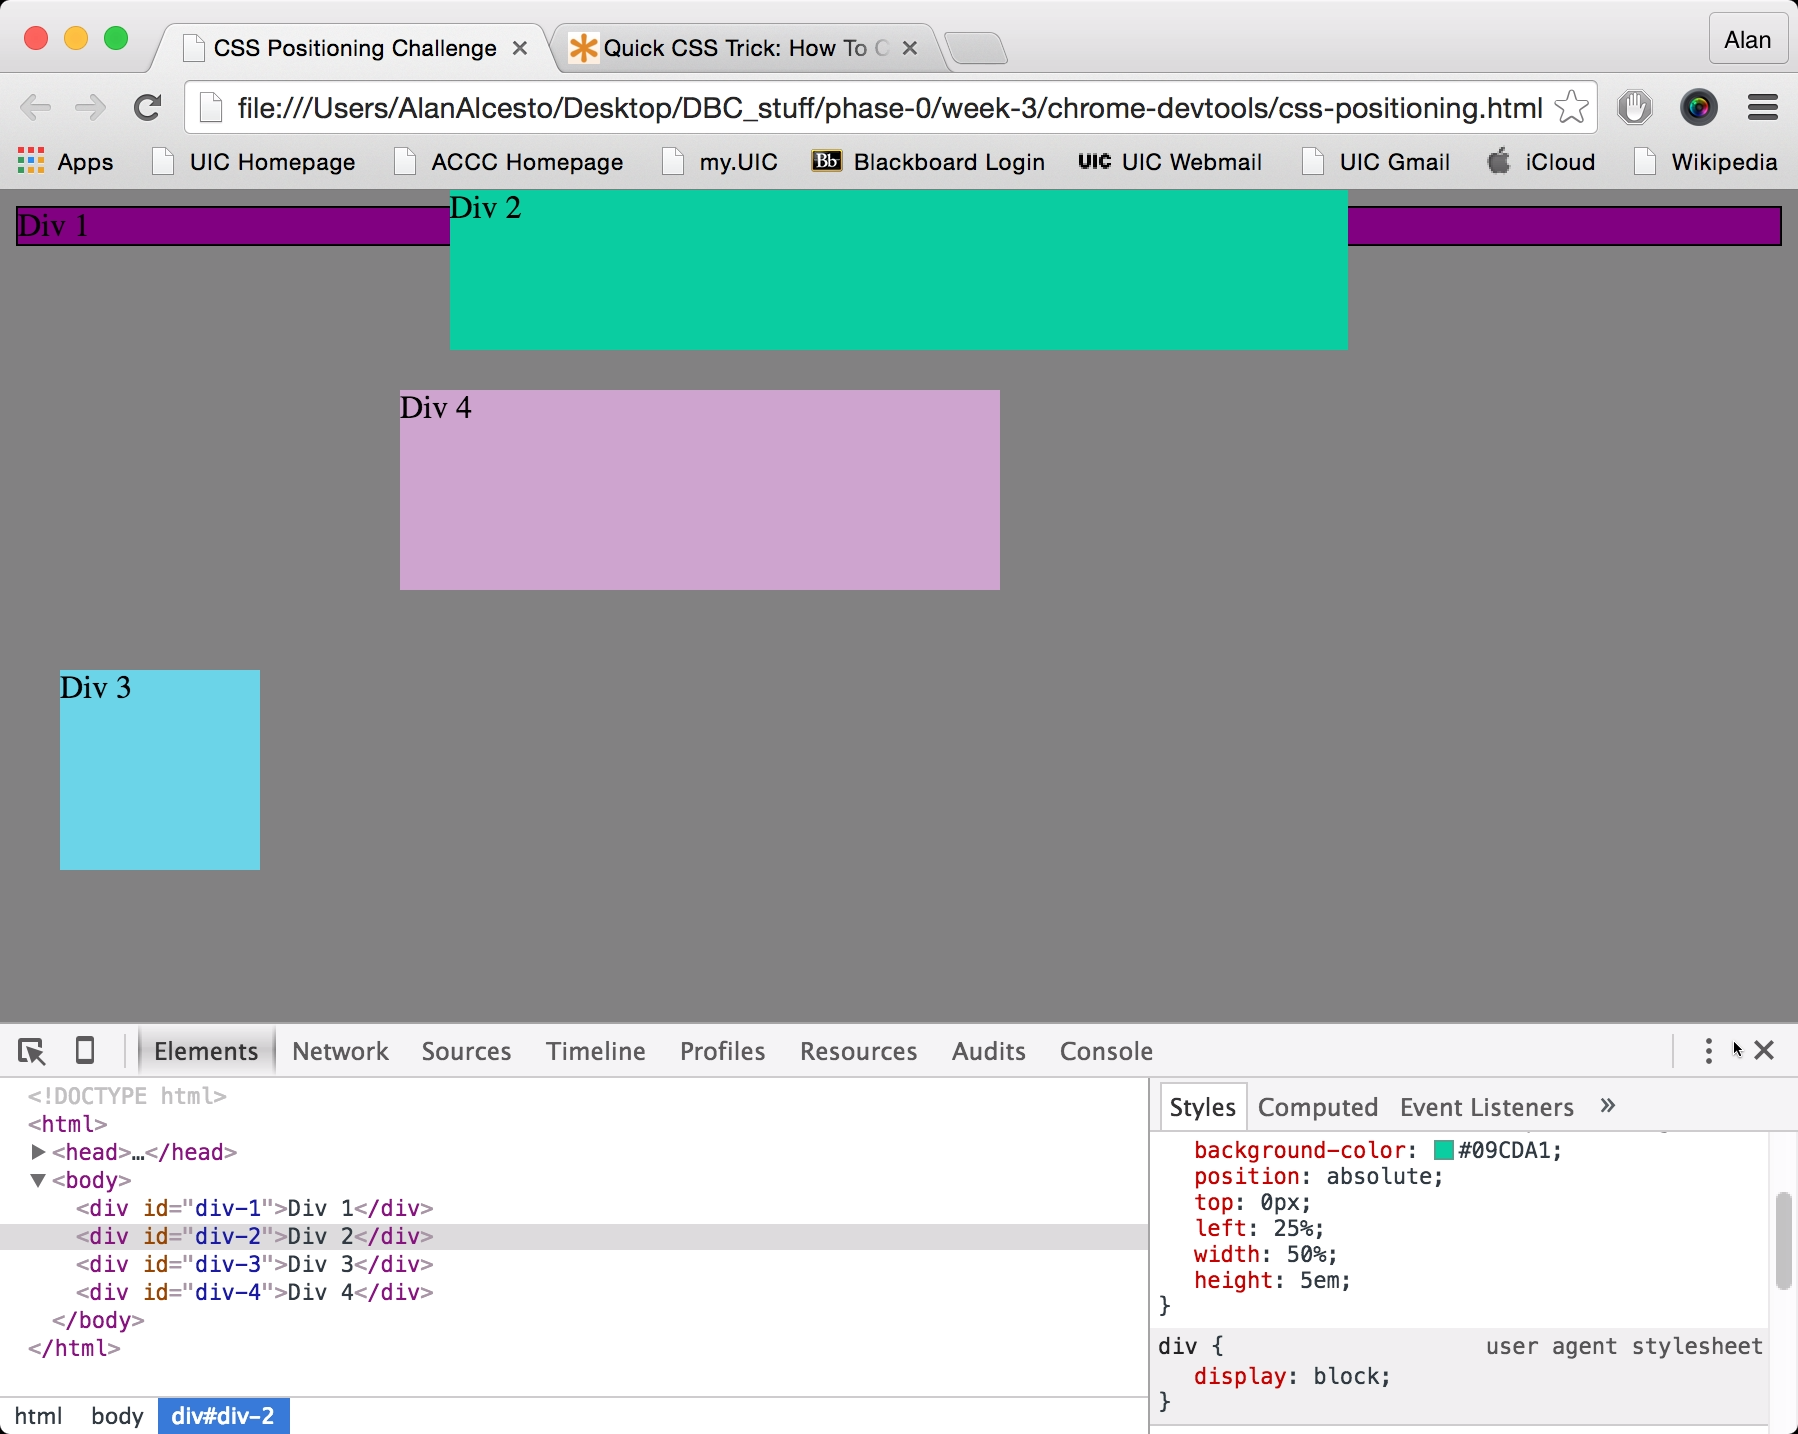 CSS Positioning Challenge
Quick CSS Trick: How To C
Alan
file:///Users/AlanAlcesto/Desktop/DBC_stuff/phase-0/week-3/chrome-devtools/css-positioning.html
Apps UIC Homepage ACCC Homepage my.UIC Bb Blackboard Login UIC UIC Webmail UIC Gmail iCloud Wikipedia
Div 1
Div 2
Div 4
Div 3
Elements Network Sources Timeline Profiles Resources Audits Console
<!DOCTYPE html>
<html>
<head>…</head>
<body>
<div id="div-1">Div 1</div>
<div id="div-2">Div 2</div>
<div id="div-3">Div 3</div>
<div id="div-4">Div 4</div>
</body>
</html>
html body div#div-2
Styles Computed Event Listeners »
background-color: #09CDA1;
position: absolute;
top: 0px;
left: 25%;
width: 50%;
height: 5em;
}
div { user agent stylesheet
display: block;
}